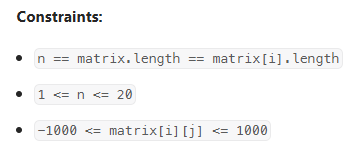 Constraints:
n == matrix.length == matrix[i].length
1 <= n <= 20
-1000 <= matrix[i][j] <= 1000